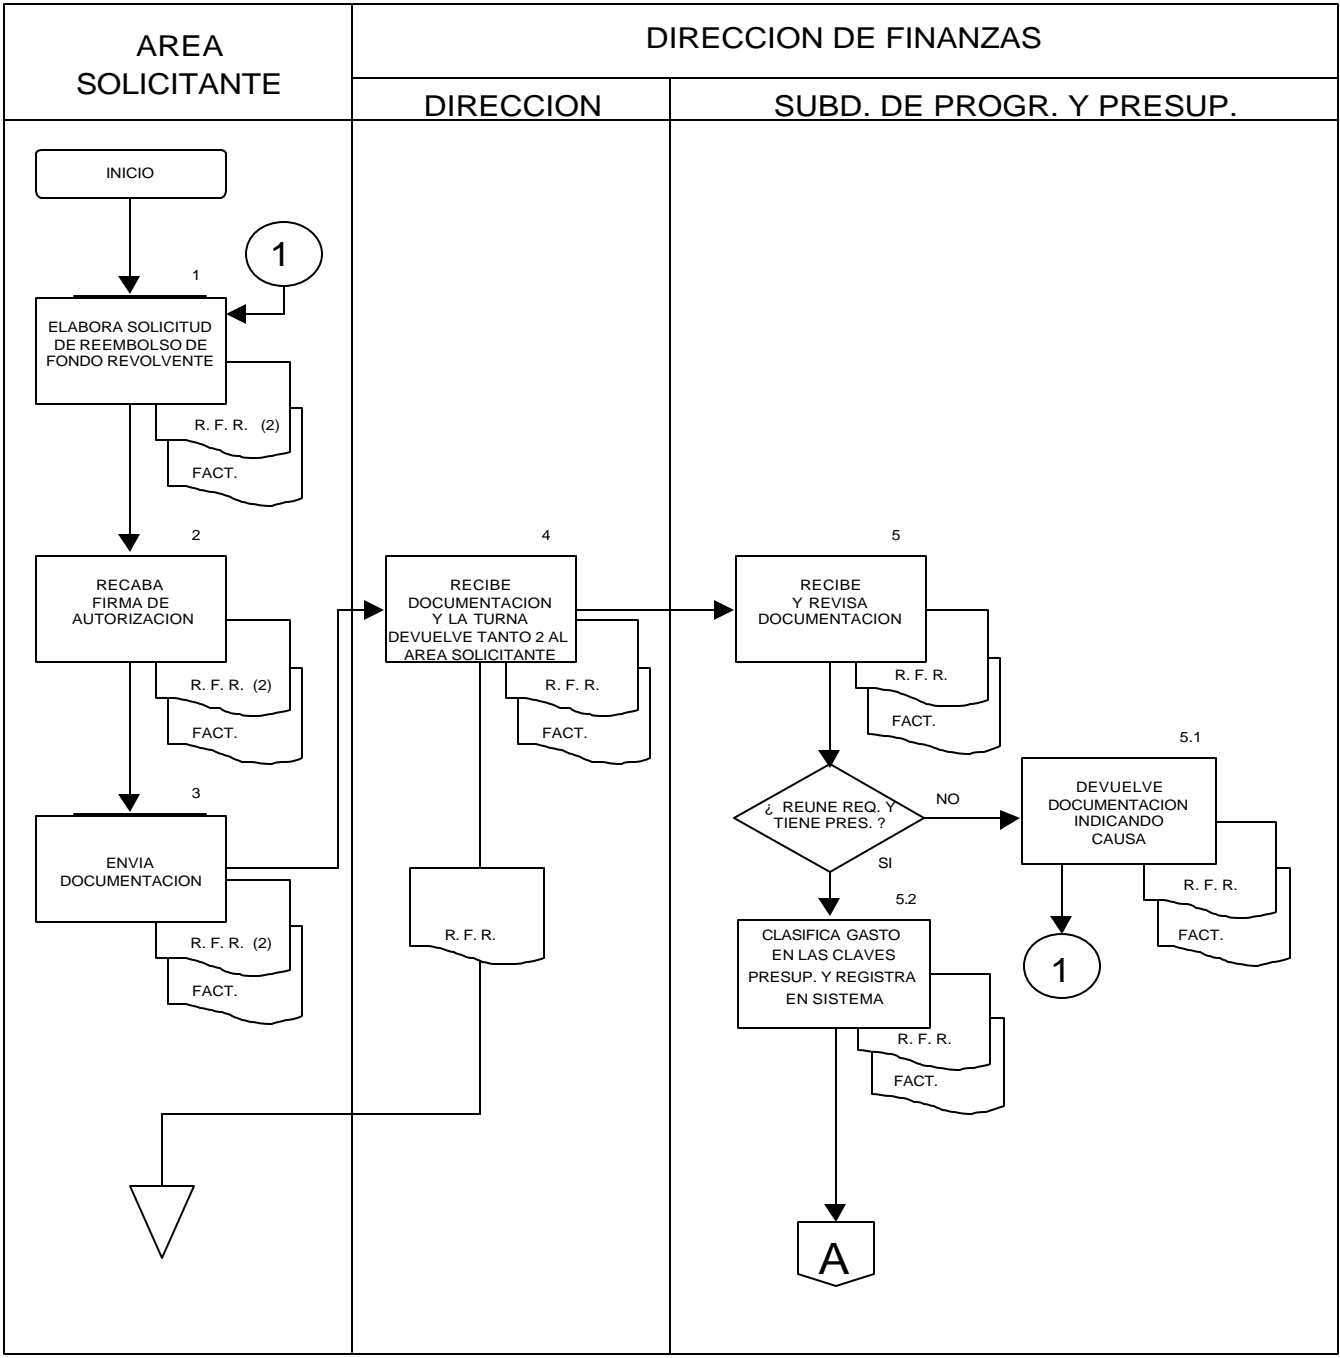 AREA
SOLICITANTE
DIRECCION DE FINANZAS
DIRECCION
SUBD. DE PROGR. Y PRESUP.
INICIO
1
1
ELABORA SOLICITUD
DE REEMBOLSO DE
FONDO REVOLVENTE
R. F. R. (2)
FACT.
2
RECABA
FIRMA DE
AUTORIZACION
R. F. R. (2)
FACT.
3
ENVIA
DOCUMENTACION
R. F. R. (2)
FACT.
4
RECIBE
DOCUMENTACION
Y LA TURNA
DEVUELVE TANTO 2 AL
AREA SOLICITANTE
R. F. R.
FACT.
R. F. R.
5
RECIBE
Y REVISA
DOCUMENTACION
R. F. R.
FACT.
¿ REUNE REQ. Y
TIENE PRES. ?
NO
SI
5.1
DEVUELVE
DOCUMENTACION
INDICANDO
CAUSA
R. F. R.
FACT.
1
5.2
CLASIFICA GASTO
EN LAS CLAVES
PRESUP. Y REGISTRA
EN SISTEMA
R. F. R.
FACT.
A